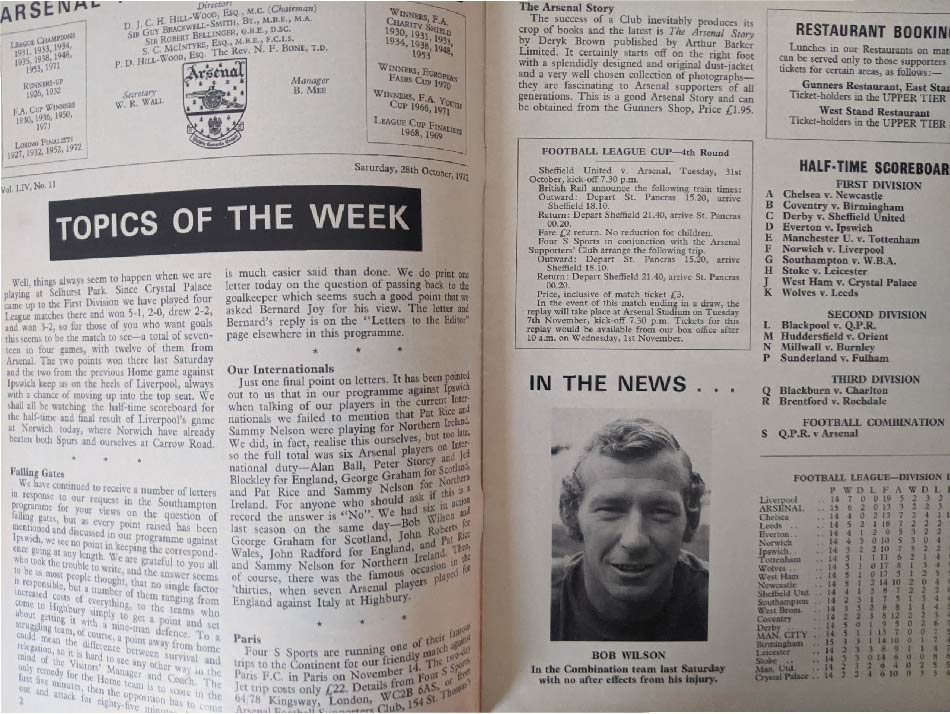 ARSENAL
Directors
D. J. C. H. HILL-WOOD, ESQ., M.C. (Chairman)
SIR GUY BRACEWELL-SMITH, BT., M.B.E., M.A.
SIR ROBERT BELLINGER, G.B.E., D.SC.
S. C. MCINTYRE, ESQ., M.B.E., F.C.I.S.
P. D. HILL-WOOD, ESQ. The REV. N. F. BONE, T.D.
LEAGUE CHAMPIONS
1931, 1933, 1934,
1935, 1938, 1948,
1953, 1971
RUNNERS-UP
1926, 1932
F.A. CUP WINNERS
1930, 1936, 1950,
1971
LOSING FINALISTS
1927, 1932, 1952, 1972
Secretary
W. R. WALL
Arsenal
Manager
B. MEE
WINNERS, F.A.
CHARITY SHIELD
1930, 1931, 1933,
1934, 1938, 1948,
1953
WINNERS, EUROPEAN
FAIRS CUP 1970
WINNERS, F.A. YOUTH
CUP 1966, 1971
LEAGUE CUP FINALISTS
1968, 1969
Vol. LIV, No. 11
Saturday, 28th October, 1972
TOPICS OF THE WEEK
Well, things always seem to happen when we are
playing at Selhurst Park. Since Crystal Palace
came up to the First Division we have played four
League matches there and won 5-1, 2-0, drew 2-2,
and won 3-2, so for those of you who want goals
this seems to be the match to see—a total of seven-
teen in four games, with twelve of them from
Arsenal. The two points won there last Saturday
and the two from the previous Home game against
Ipswich keep us on the heels of Liverpool, always
with a chance of moving up into the top seat. We
shall all be watching the half-time scoreboard for
the half-time and final result of Liverpool's game
at Norwich today, where Norwich have already
beaten both Spurs and ourselves at Carrow Road.
* * *
Falling Gates
We have continued to receive a number of letters
in response to our request in the Southampton
programme for your views on the question of
falling gates, but as every point raised has been
mentioned and discussed in our programme against
Ipswich, we see no point in keeping the correspond-
ence going at any length. We are grateful to you all
who took the trouble to write, and the answer seems
to be as most people thought, that no single factor
is responsible, but a number of them ranging from
increased costs of everything, to the teams who
come to Highbury simply to get a point and set
about getting it with a nine-man defence. To a
struggling team, of course, a point away from home
could mean the difference between survival and
relegation, so it is hard to see any other way in the
mind of the Visitors' Manager and Coach. The
only remedy for the Home team is to score in the
first five minutes, then the opposition has to come
out and attack for eighty-five minutes
2
is much easier said than done. We do print one
letter today on the question of passing back to the
goalkeeper which seems such a good point that we
asked Bernard Joy for his view. The letter and
Bernard's reply is on the "Letters to the Editor"
page elsewhere in this programme.
* * *
Our Internationals
Just one final point on letters. It has been pointed
out to us that in our programme against Ipswich
when talking of our players in the current Inter-
nationals we failed to mention that Pat Rice and
Sammy Nelson were playing for Northern Ireland.
We did, in fact, realise this ourselves, but too late,
so the full total was six Arsenal players on Inter-
national duty—Alan Ball, Peter Storey and Jeff
Blockley for England, George Graham for Scotland,
and Pat Rice and Sammy Nelson for Northern
Ireland. For anyone who should ask if this is a
record the answer is "No". We had six in action
last season on the same day—Bob Wilson and
George Graham for Scotland, John Roberts for
Wales, John Radford for England, and Pat Rice
and Sammy Nelson for Northern Ireland. Then,
of course, there was the famous occasion in the
'thirties, when seven Arsenal players played for
England against Italy at Highbury.
* * *
Paris
Four S Sports are running one of their famous
trips to the Continent for our friendly match against
Paris F.C. in Paris on November 14. The two-day
Jet trip costs only £22. Details from Four S Sports,
64/78 Kingsway, London, WC2B 6AS, or from
Arsenal Football Supporters Club, 154 St. Thomas's
The Arsenal Story
The success of a Club inevitably produces its
crop of books and the latest is The Arsenal Story
by Deryk Brown published by Arthur Barker
Limited. It certainly starts off on the right foot
with a splendidly designed and original dust-jacket
and a very well chosen collection of photographs—
they are fascinating to Arsenal supporters of all
generations. This is a good Arsenal Story and can
be obtained from the Gunners Shop, Price £1.95.
FOOTBALL LEAGUE CUP—4th Round
Sheffield United v. Arsenal, Tuesday, 31st
October, kick-off 7.30 p.m.
British Rail announce the following train times:
Outward: Depart St. Pancras 15.20, arrive
Sheffield 18.10.
Return: Depart Sheffield 21.40, arrive St. Pancras
00.20.
Fare £2 return. No reduction for children.
Four S Sports in conjunction with the Arsenal
Supporters' Club arrange the following trip.
Outward: Depart St. Pancras 15.20, arrive
Sheffield 18.10.
Return: Depart Sheffield 21.40, arrive St. Pancras
00.20.
Price, inclusive of match ticket £3.
In the event of this match ending in a draw, the
replay will take place at Arsenal Stadium on Tuesday
7th November, kick-off 7.30 p.m. Tickets for this
replay would be available from our box office after
10 a.m. on Wednesday, 1st November.
IN THE NEWS . . .
BOB WILSON
In the Combination team last Saturday
with no after effects from his injury.
RESTAURANT BOOKIN
Lunches in our Restaurants on mat
can be served only to those supporters
tickets for certain areas, as follows:—
Gunners Restaurant, East Stan
Ticket-holders in the UPPER TIER
West Stand Restaurant
Ticket-holders in the UPPER TIER
HALF-TIME SCOREBOAR
FIRST DIVISION
A Chelsea v. Newcastle
B Coventry v. Birmingham
C Derby v. Sheffield United
D Everton v. Ipswich
E Manchester U. v. Tottenham
F Norwich v. Liverpool
G Southampton v. W.B.A.
H Stoke v. Leicester
J West Ham v. Crystal Palace
K Wolves v. Leeds
SECOND DIVISION
L Blackpool v. Q.P.R.
M Huddersfield v. Orient
N Millwall v. Burnley
P Sunderland v. Fulham
THIRD DIVISION
Q Blackburn v. Charlton
R Brentford v. Rochdale
FOOTBALL COMBINATION
S Q.P.R. v Arsenal
FOOTBALL LEAGUE—DIVISION
P W D L F A W D L
Liverpool
ARSENAL
Chelsea
Leeds
Everton
Norwich
Ipswich
Tottenham
Wolves
West Ham
Newcastle
Sheffield Utd.
Southampton
West Brom.
Coventry
Derby
MAN. CITY
Birmingham
Leicester
Stoke
Man. Utd.
Crystal Palace